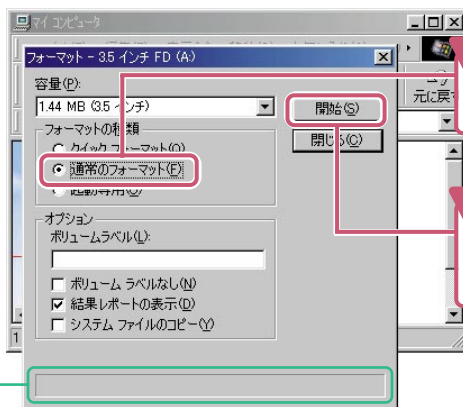 マイ コンピュータ
フォーマット - 3.5 インチ FD (A:)
容量(P):
1.44 MB (3.5 インチ)
開始(S)
閉じる(C)
元に戻す
フォーマットの種類
クイック フォーマット(Q)
通常のフォーマット(F)
起動専用(O)
オプション
ボリュームラベル(L):
ボリューム ラベルなし(N)
結果レポートの表示(D)
システム ファイルのコピー(Y)
1